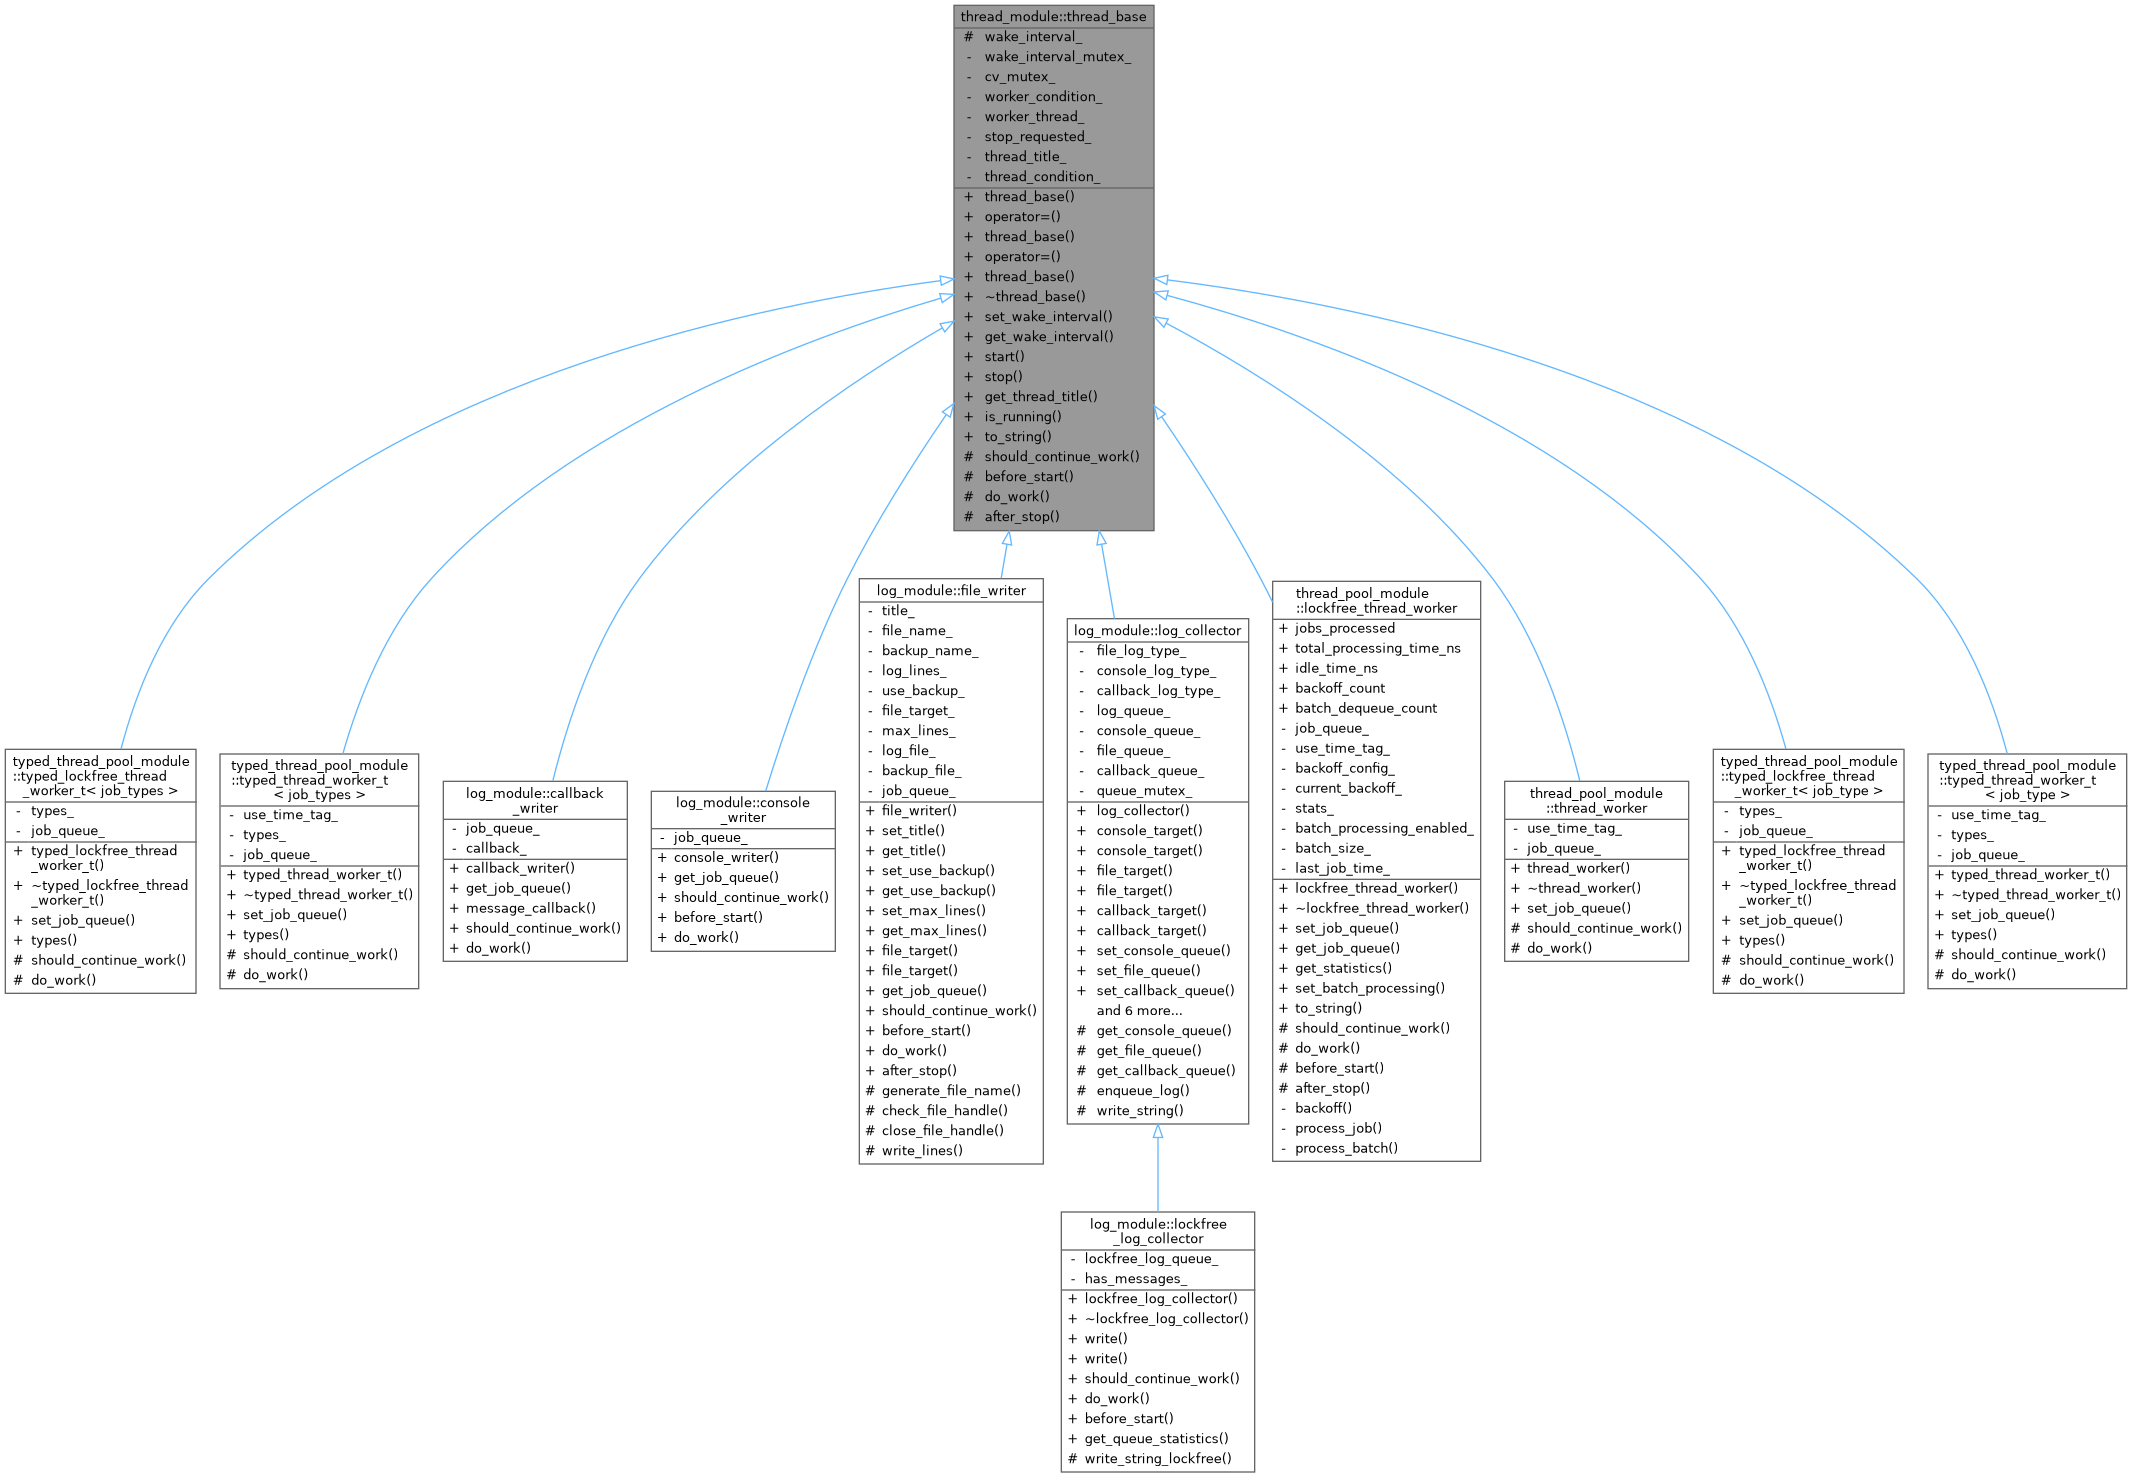 thread_module::thread_base
# wake_interval_
- wake_interval_mutex_
- cv_mutex_
- worker_condition_
- worker_thread_
- stop_requested_
- thread_title_
- thread_condition_
+ thread_base()
+ operator=()
+ thread_base()
+ operator=()
+ thread_base()
+ ~thread_base()
+ set_wake_interval()
+ get_wake_interval()
+ start()
+ stop()
+ get_thread_title()
+ is_running()
+ to_string()
# should_continue_work()
# before_start()
# do_work()
# after_stop()
typed_thread_pool_module
::typed_lockfree_thread
_worker_t< job_types >
- types_
- job_queue_
+ typed_lockfree_thread
_worker_t()
+ ~typed_lockfree_thread
_worker_t()
+ set_job_queue()
+ types()
# should_continue_work()
# do_work()
typed_thread_pool_module
::typed_thread_worker_t
< job_types >
- use_time_tag_
- types_
- job_queue_
+ typed_thread_worker_t()
+ ~typed_thread_worker_t()
+ set_job_queue()
+ types()
# should_continue_work()
# do_work()
log_module::callback
_writer
- job_queue_
- callback_
+ callback_writer()
+ get_job_queue()
+ message_callback()
+ should_continue_work()
+ do_work()
log_module::console
_writer
- job_queue_
+ console_writer()
+ get_job_queue()
+ should_continue_work()
+ before_start()
+ do_work()
log_module::file_writer
- title_
- file_name_
- backup_name_
- log_lines_
- use_backup_
- file_target_
- max_lines_
- log_file_
- backup_file_
- job_queue_
+ file_writer()
+ set_title()
+ get_title()
+ set_use_backup()
+ get_use_backup()
+ set_max_lines()
+ get_max_lines()
+ file_target()
+ file_target()
+ get_job_queue()
+ should_continue_work()
+ before_start()
+ do_work()
+ after_stop()
# generate_file_name()
# check_file_handle()
# close_file_handle()
# write_lines()
log_module::log_collector
- file_log_type_
- console_log_type_
- callback_log_type_
- log_queue_
- console_queue_
- file_queue_
- callback_queue_
- queue_mutex_
+ log_collector()
+ console_target()
+ console_target()
+ file_target()
+ file_target()
+ callback_target()
+ callback_target()
+ set_console_queue()
+ set_file_queue()
+ set_callback_queue()
and 6 more...
# get_console_queue()
# get_file_queue()
# get_callback_queue()
# enqueue_log()
# write_string()
thread_pool_module
::lockfree_thread_worker
+ jobs_processed
+ total_processing_time_ns
+ idle_time_ns
+ backoff_count
+ batch_dequeue_count
- job_queue_
- use_time_tag_
- backoff_config_
- current_backoff_
- stats_
- batch_processing_enabled_
- batch_size_
- last_job_time_
+ lockfree_thread_worker()
+ ~lockfree_thread_worker()
+ set_job_queue()
+ get_job_queue()
+ get_statistics()
+ set_batch_processing()
+ to_string()
# should_continue_work()
# do_work()
# before_start()
# after_stop()
- backoff()
- process_job()
- process_batch()
thread_pool_module
::thread_worker
- use_time_tag_
- job_queue_
+ thread_worker()
+ ~thread_worker()
+ set_job_queue()
# should_continue_work()
# do_work()
typed_thread_pool_module
::typed_lockfree_thread
_worker_t< job_type >
- types_
- job_queue_
+ typed_lockfree_thread
_worker_t()
+ ~typed_lockfree_thread
_worker_t()
+ set_job_queue()
+ types()
# should_continue_work()
# do_work()
typed_thread_pool_module
::typed_thread_worker_t
< job_type >
- use_time_tag_
- types_
- job_queue_
+ typed_thread_worker_t()
+ ~typed_thread_worker_t()
+ set_job_queue()
+ types()
# should_continue_work()
# do_work()
log_module::lockfree
_log_collector
- lockfree_log_queue_
- has_messages_
+ lockfree_log_collector()
+ ~lockfree_log_collector()
+ write()
+ write()
+ should_continue_work()
+ do_work()
+ before_start()
+ get_queue_statistics()
# write_string_lockfree()